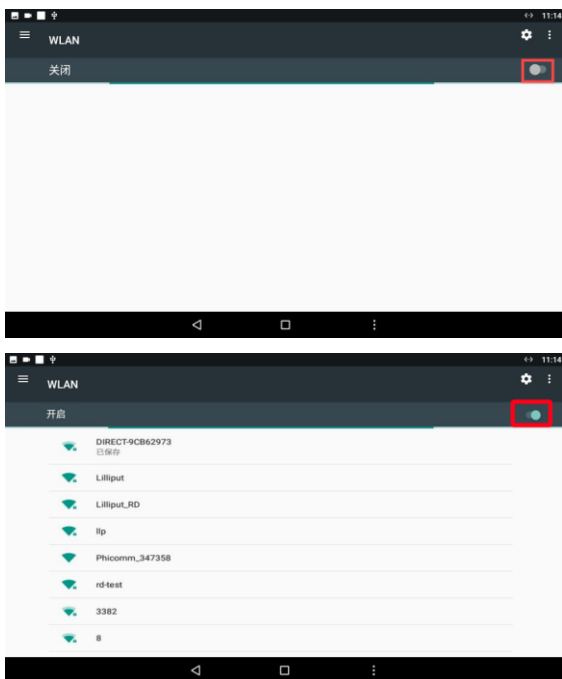 11:14
WLAN
关闭
11:14
WLAN
开启
DIRECT-9CB62973
已保存
Lilliput
Lilliput_RD
llp
Phicomm_347358
rd-test
3382
8